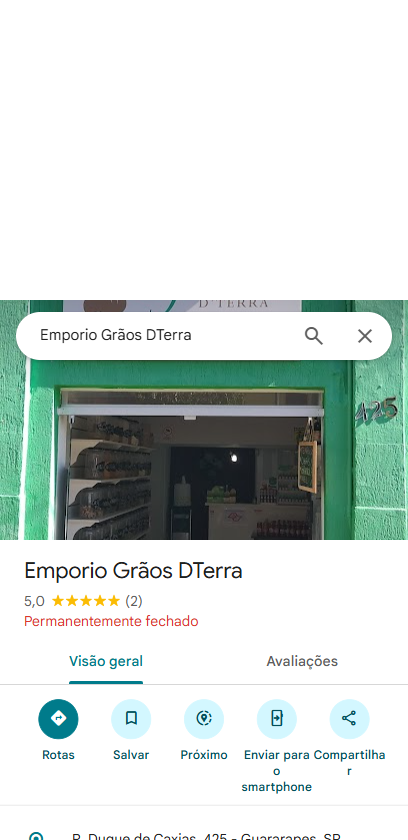 D'TERRA
Emporio Grãos DTerra
425
Emporio Grãos DTerra
5,0 (2)
Permanentemente fechado
Visão geral Avaliações
Rotas Salvar Próximo Enviar para o smartphone Compartilhar
R. Duque de Caxias, 425 - Guararapes, SP,